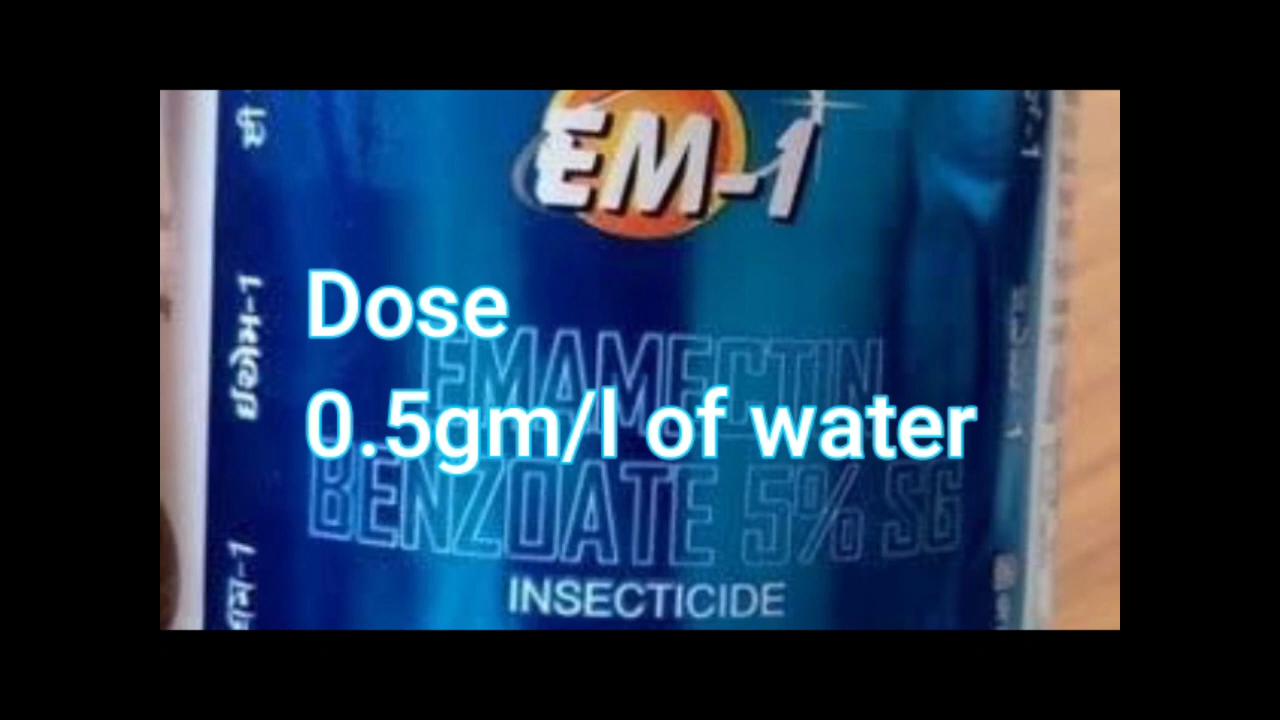 EM-1
Dose
EMAMECTIN
0.5gm/l of water
BENZOATE 5% SG
INSECTICIDE